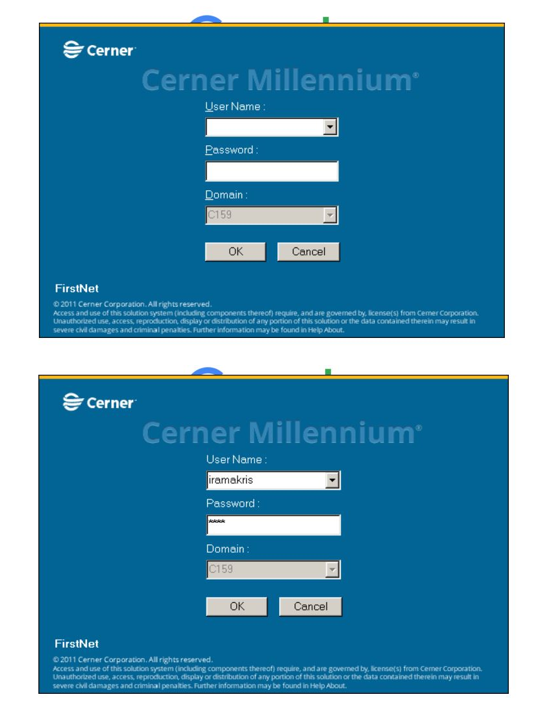 Cerner
Cerner Millennium®
User Name :
Password :
Domain :
C159
OK Cancel
FirstNet
© 2011 Cerner Corporation. All rights reserved.
Access and use of this solution system (including components thereof) require, and are governed by, license(s) from Cerner Corporation.
Unauthorized use, access, reproduction, display or distribution of any portion of this solution or the data contained therein may result in
severe civil damages and criminal penalties. Further information may be found in Help About.
Cerner
Cerner Millennium®
User Name :
iramakris
Password :
****
Domain :
C159
OK Cancel
FirstNet
© 2011 Cerner Corporation. All rights reserved.
Access and use of this solution system (including components thereof) require, and are governed by, license(s) from Cerner Corporation.
Unauthorized use, access, reproduction, display or distribution of any portion of this solution or the data contained therein may result in
severe civil damages and criminal penalties. Further information may be found in Help About.